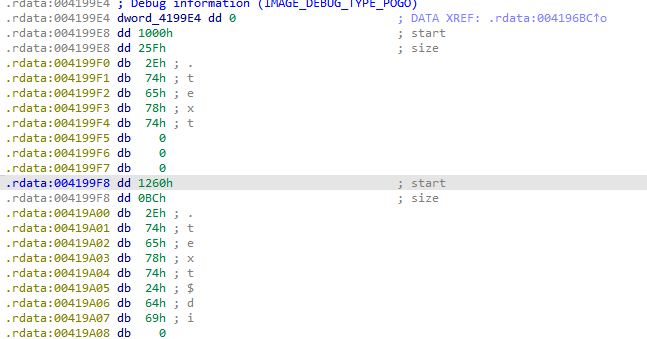 .rdata:004199E4 ; Debug information (IMAGE_DEBUG_TYPE_POGO)
.rdata:004199E4 dword_4199E4 dd 0 ; DATA XREF: .rdata:004196BC↑o
.rdata:004199E8 dd 1000h ; start
.rdata:004199E8 dd 25Fh ; size
.rdata:004199F0 db 2Eh ; .
.rdata:004199F1 db 74h ; t
.rdata:004199F2 db 65h ; e
.rdata:004199F3 db 78h ; x
.rdata:004199F4 db 74h ; t
.rdata:004199F5 db 0
.rdata:004199F6 db 0
.rdata:004199F7 db 0
.rdata:004199F8 dd 1260h ; start
.rdata:004199F8 dd 0BCh ; size
.rdata:00419A00 db 2Eh ; .
.rdata:00419A01 db 74h ; t
.rdata:00419A02 db 65h ; e
.rdata:00419A03 db 78h ; x
.rdata:00419A04 db 74h ; t
.rdata:00419A05 db 24h ; $
.rdata:00419A06 db 64h ; d
.rdata:00419A07 db 69h ; i
.rdata:00419A08 db 0